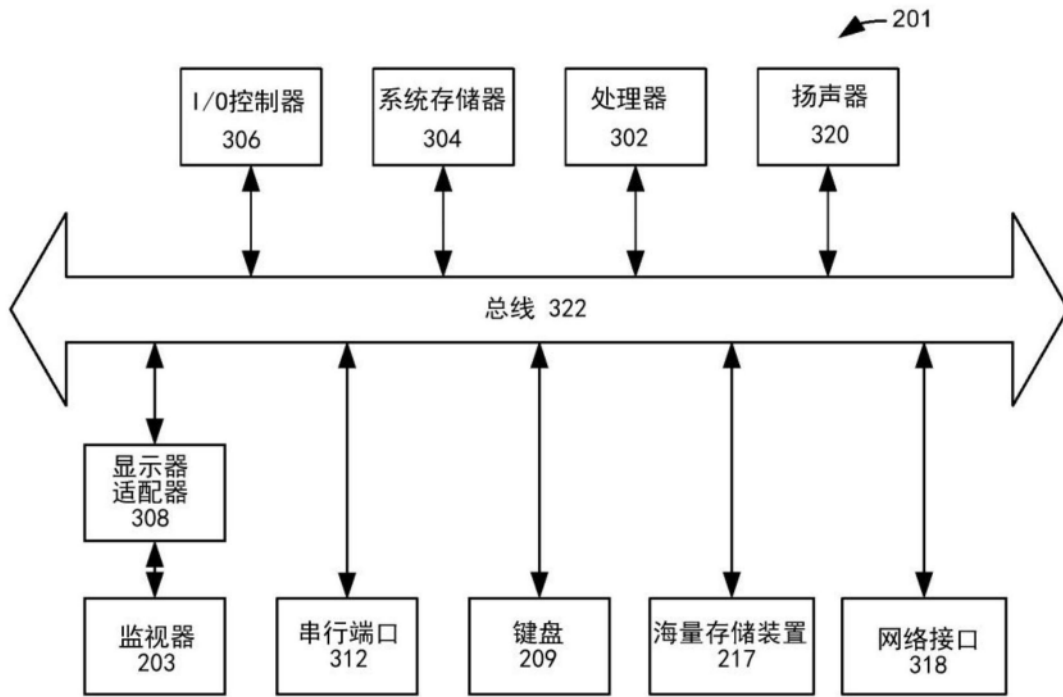 201
I/O控制器
306
系统存储器
304
处理器
302
扬声器
320
总线 322
显示器
适配器
308
监视器
203
串行端口
312
键盘
209
海量存储装置
217
网络接口
318